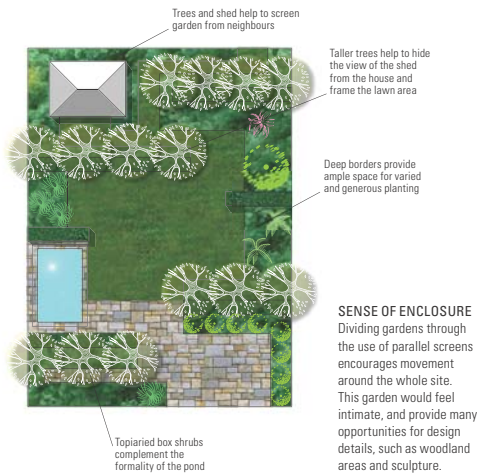 Trees and shed help to screen
garden from neighbours
Taller trees help to hide
the view of the shed
from the house and
frame the lawn area
Deep borders provide
ample space for varied
and generous planting
SENSE OF ENCLOSURE
Dividing gardens through
the use of parallel screens
encourages movement
around the whole site.
This garden would feel
intimate, and provide many
opportunities for design
details, such as woodland
areas and sculpture.
Topiaried box shrubs
complement the
formality of the pond